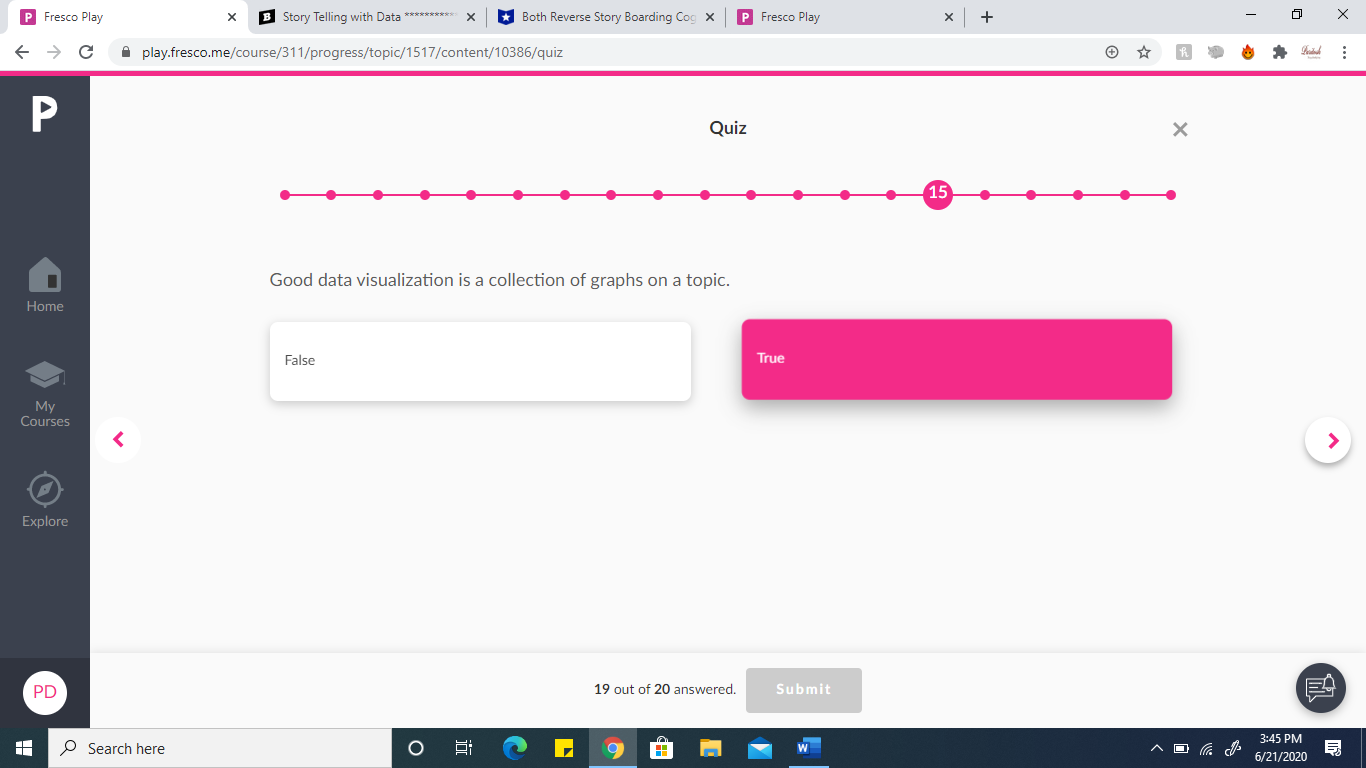 Fresco Play
Story Telling with Data ***********
Both Reverse Story Boarding Cog
Fresco Play
play.fresco.me/course/311/progress/topic/1517/content/10386/quiz
Quiz
15
Good data visualization is a collection of graphs on a topic.
False
True
Home
My
Courses
Explore
PD
19 out of 20 answered.
Submit
Search here
3:45 PM
6/21/2020